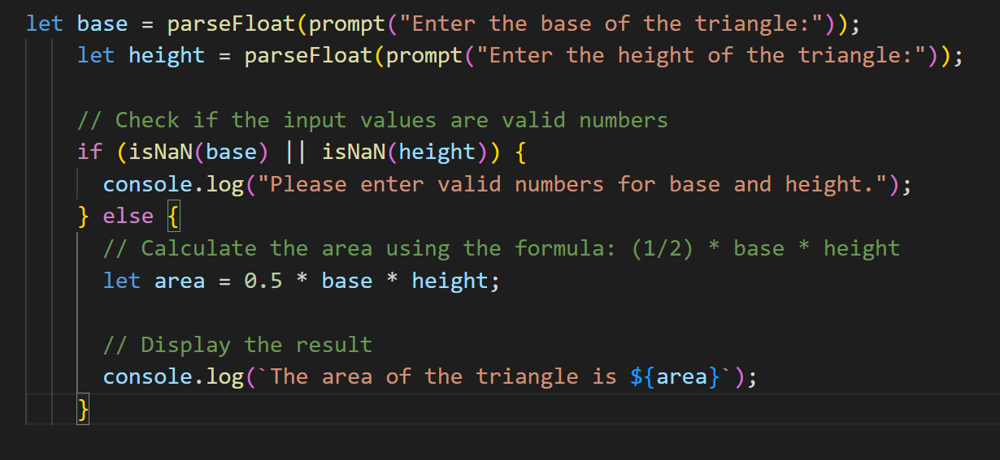 let base = parseFloat(prompt("Enter the base of the triangle:"));
let height = parseFloat(prompt("Enter the height of the triangle:"));
// Check if the input values are valid numbers
if (isNaN(base) || isNaN(height)) {
console.log("Please enter valid numbers for base and height.");
} else {
// Calculate the area using the formula: (1/2) * base * height
let area = 0.5 * base * height;
// Display the result
console.log(`The area of the triangle is ${area}`);
}